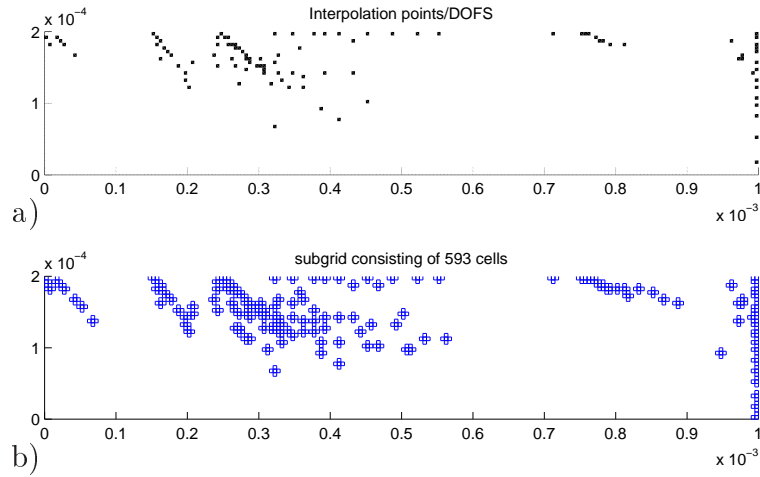 Interpolation points/DOFS
2 x 10⁻⁴
1
0
0 0.1 0.2 0.3 0.4 0.5 0.6 0.7 0.8 0.9 1
x 10⁻³
a)
subgrid consisting of 593 cells
2 x 10⁻⁴
1
0
0 0.1 0.2 0.3 0.4 0.5 0.6 0.7 0.8 0.9 1
x 10⁻³
b)